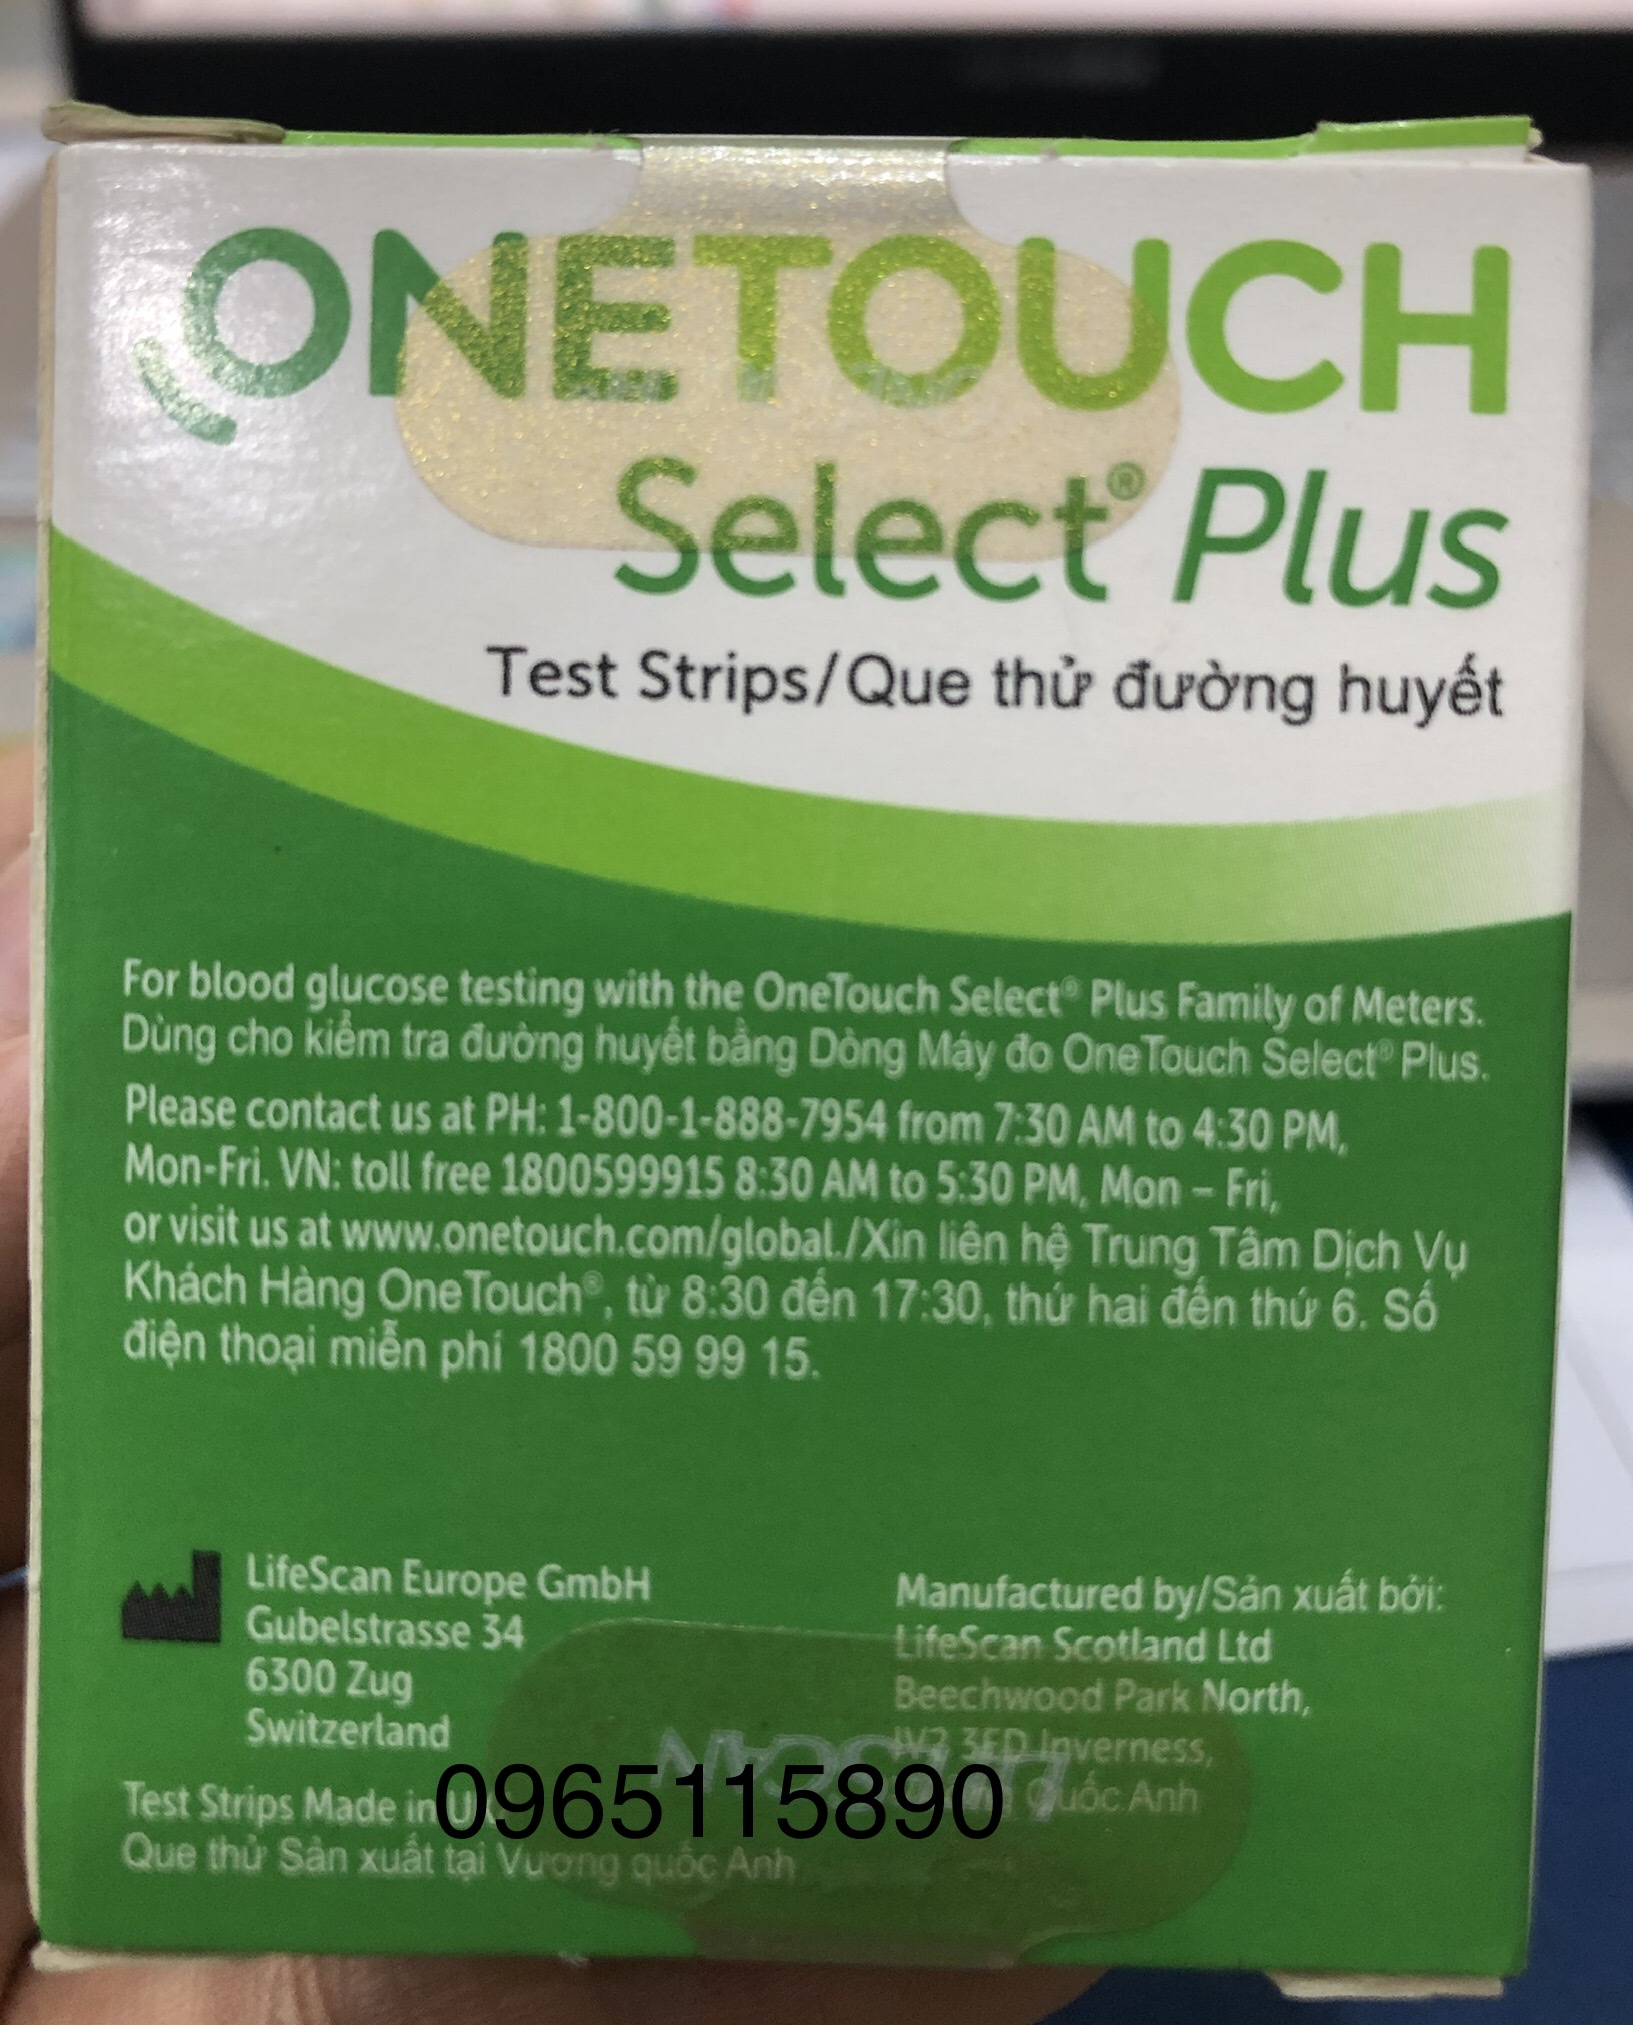 ONETOUCH
Select® Plus
Test Strips/Que thử đường huyết
For blood glucose testing with the OneTouch Select® Plus Family of Meters.
Dùng cho kiểm tra đường huyết bằng Dòng Máy đo OneTouch Select® Plus.
Please contact us at PH: 1-800-1-888-7954 from 7:30 AM to 4:30 PM,
Mon-Fri. VN: toll free 1800599915 8:30 AM to 5:30 PM, Mon – Fri,
or visit us at www.onetouch.com/global./Xin liên hệ Trung Tâm Dịch Vụ
Khách Hàng OneTouch®, từ 8:30 đến 17:30, thứ hai đến thứ 6. Số
điện thoại miễn phí 1800 59 99 15.
LifeScan Europe GmbH
Gubelstrasse 34
6300 Zug
Switzerland
Manufactured by/Sản xuất bởi:
LifeScan Scotland Ltd
Beechwood Park North,
IV2 3ED Inverness,
Quốc Anh
Test Strips Made in
Que thử Sản xuất tại Vương quốc Anh
0965115890